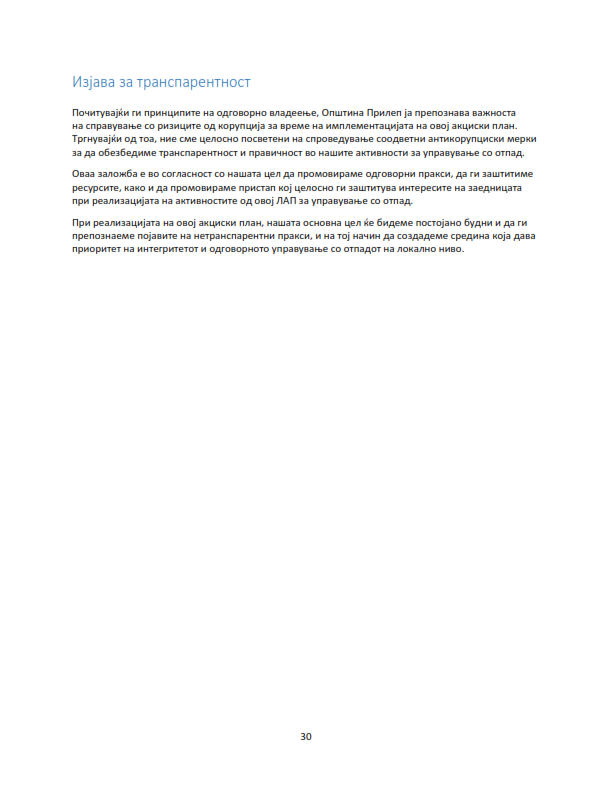 Изјава за транспарентност
Почитувајќи ги принципите на одговорно владеење, Општина Прилеп ја препознава важноста
на справување со ризиците од корупција за време на имплементацијата на овој акциски план.
Тргнувајќи од тоа, ние сме целосно посветени на спроведување соодветни антикорупциски мерки
за да обезбедиме транспарентност и правичност во нашите активности за управување со отпад.
Оваа заложба е во согласност со нашата цел да промовираме одговорни пракси, да ги заштитиме
ресурсите, како и да промовираме пристап кој целосно ги заштитува интересите на заедницата
при реализацијата на активностите од овој ЛАП за управување со отпад.
При реализацијата на овој акциски план, нашата основна цел ќе бидеме постојано будни и да ги
препознаеме појавите на нетранспарентни пракси, и на тој начин да создадеме средина која дава
приоритет на интегритетот и одговорното управување со отпадот на локално ниво.
30